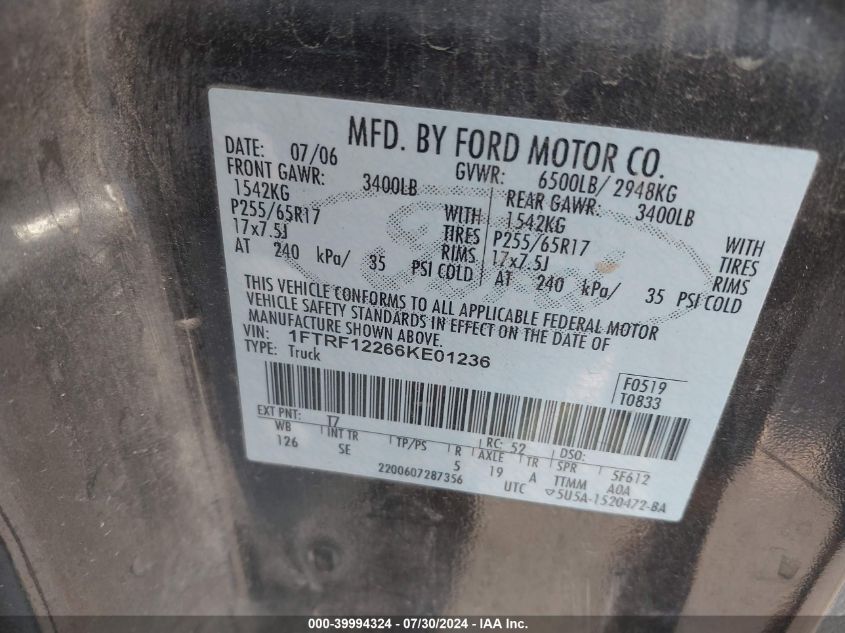 MFD. BY FORD MOTOR CO.
DATE: 07/06 GVWR: 6500LB/ 2948KG
FRONT GAWR: 3400LB REAR GAWR: 3400LB
1542KG WITH 1542KG WITH
P255/65R17 TIRES P255/65R17 TIRES
17x7.5J RIMS 17x7.5J RIMS
AT 240 kPa/ 35 PSI COLD AT 240 kPa/ 35 PSI COLD
THIS VEHICLE CONFORMS TO ALL APPLICABLE FEDERAL MOTOR
VEHICLE SAFETY STANDARDS IN EFFECT ON THE DATE OF
MANUFACTURE SHOWN ABOVE.
VIN: 1FTRF12266KE01236
TYPE: Truck
F0519
T0833
EXT PNT: T7 RC: 52 DSO:
WB INT TR TP/PS R AXLE TR SPR 5F612
126 SE 5 19 A TTMM A0A
2200607287356 UTC 5U5A-1520472-BA
000-39994324 - 07/30/2024 - IAA Inc.